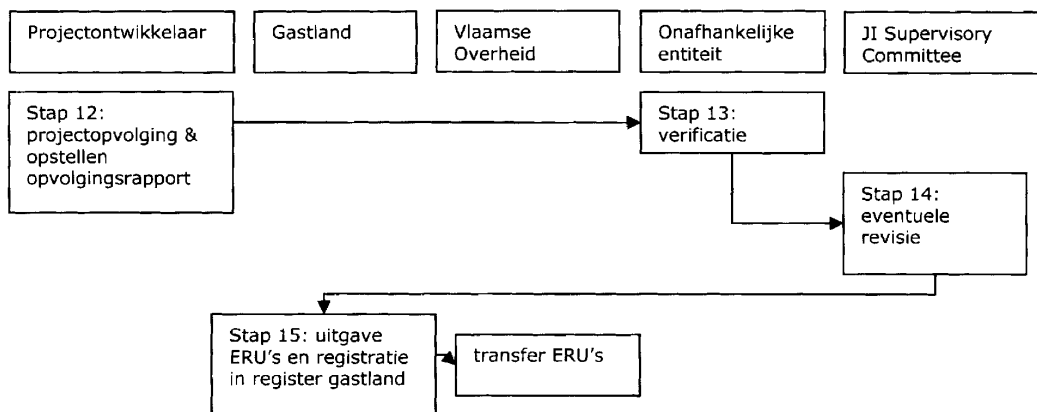 Projectontwikkelaar
Gastland
Vlaamse
Overheid
Onafhankelijke
entiteit
JI Supervisory
Committee
Stap 12:
projectopvolging &
opstellen
opvolgingsrapport
Stap 13:
verificatie
Stap 14:
eventuele
revisie
Stap 15: uitgave
ERU's en registratie
in register gastland
transfer ERU's